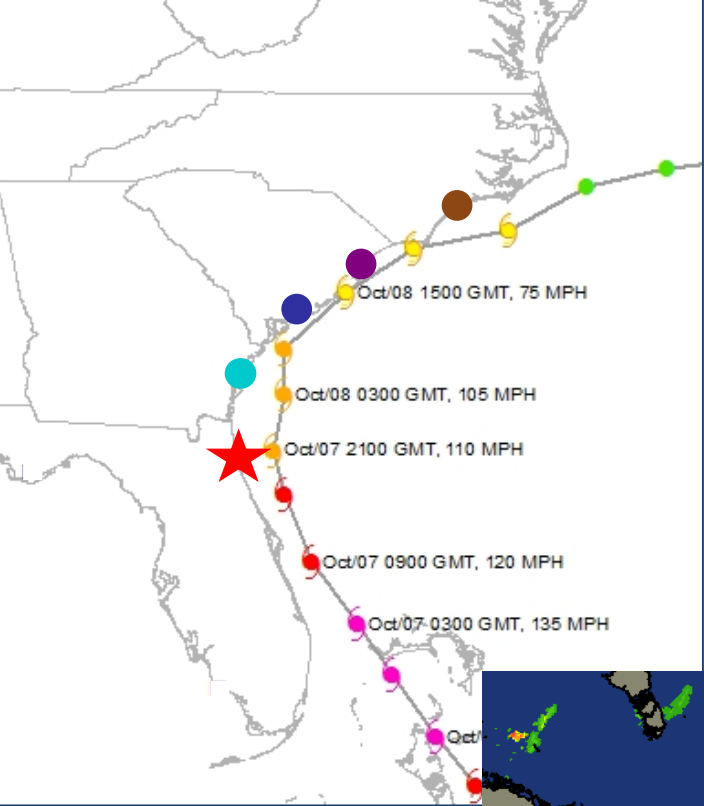 Oct/08 1500 GMT, 75 MPH
Oct/08 0300 GMT, 105 MPH
Oct/07 2100 GMT, 110 MPH
Oct/07 0900 GMT, 120 MPH
Oct/07 0300 GMT, 135 MPH
Oct/